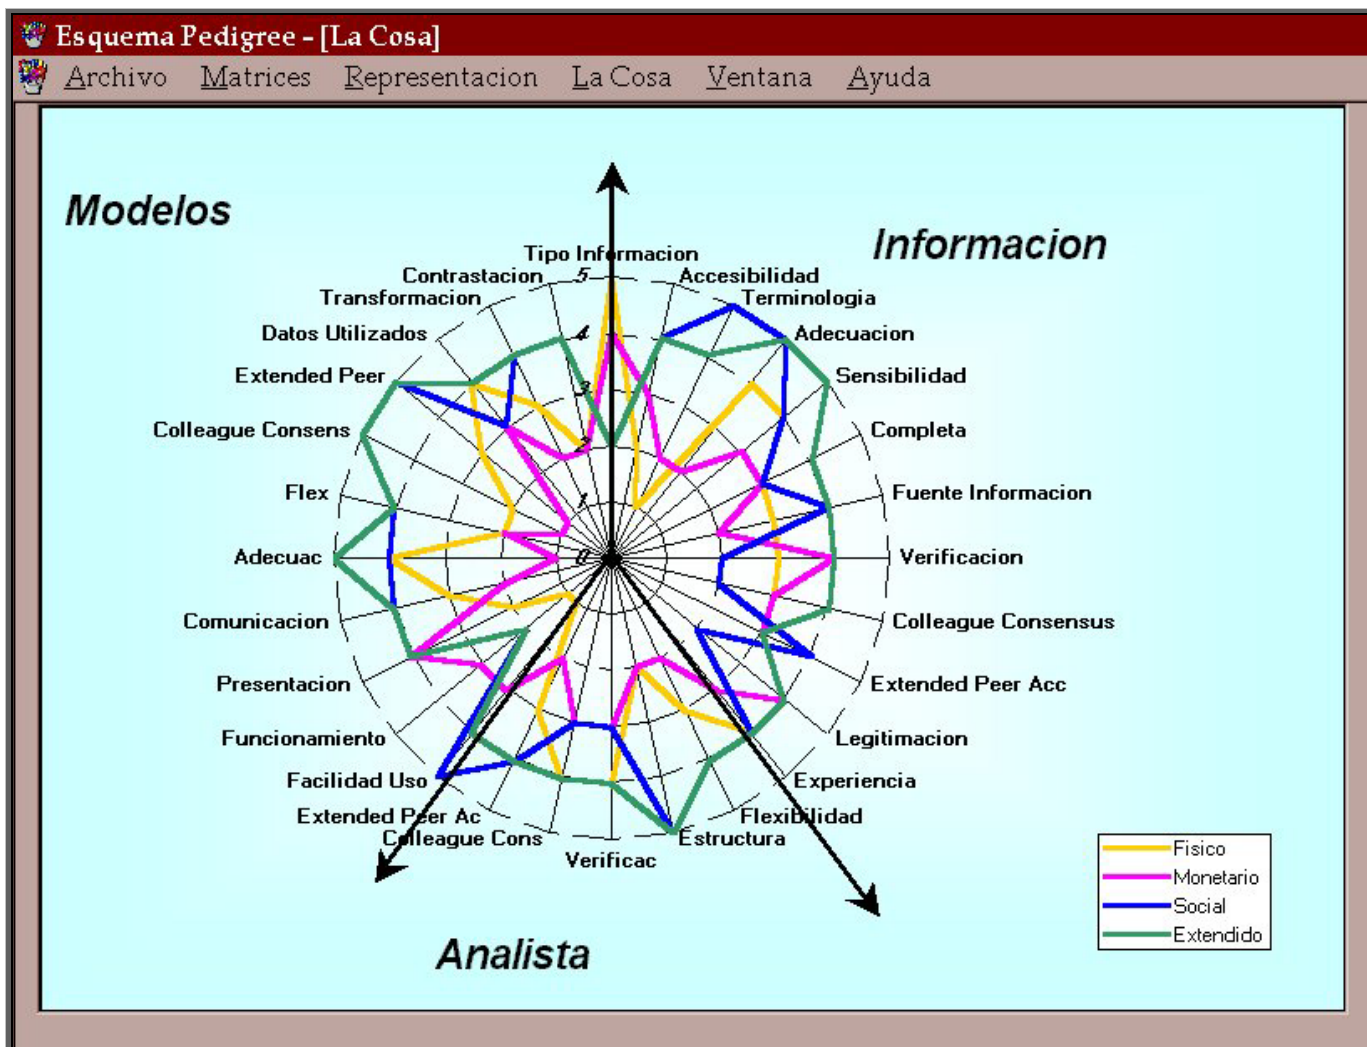 Esquema Pedigree - [La Cosa]
Archivo Matrices Representacion La Cosa Ventana Ayuda
Modelos
Informacion
Analista
Tipo Informacion
Accesibilidad
Terminologia
Adecuacion
Sensibilidad
Completa
Fuente Informacion
Verificacion
Colleague Consensus
Extended Peer Acc
Legitimacion
Experiencia
Flexibilidad
Estructura
Verificac
Colleague Cons
Extended Peer Ac
Facilidad Uso
Funcionamiento
Presentacion
Comunicacion
Adecuac
Flex
Colleague Consens
Extended Peer
Datos Utilizados
Transformacion
Contrastacion
5
4
3
2
1
0
Fisico
Monetario
Social
Extendido